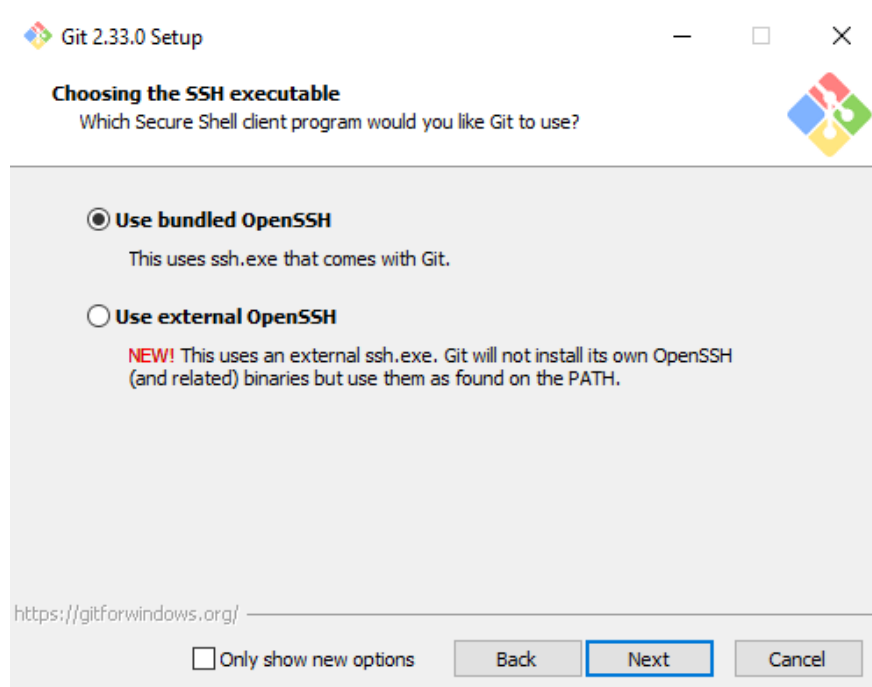 Git 2.33.0 Setup
Choosing the SSH executable
Which Secure Shell client program would you like Git to use?
Use bundled OpenSSH
This uses ssh.exe that comes with Git.
Use external OpenSSH
NEW! This uses an external ssh.exe. Git will not install its own OpenSSH
(and related) binaries but use them as found on the PATH.
https://gitforwindows.org/
Only show new options Back Next Cancel